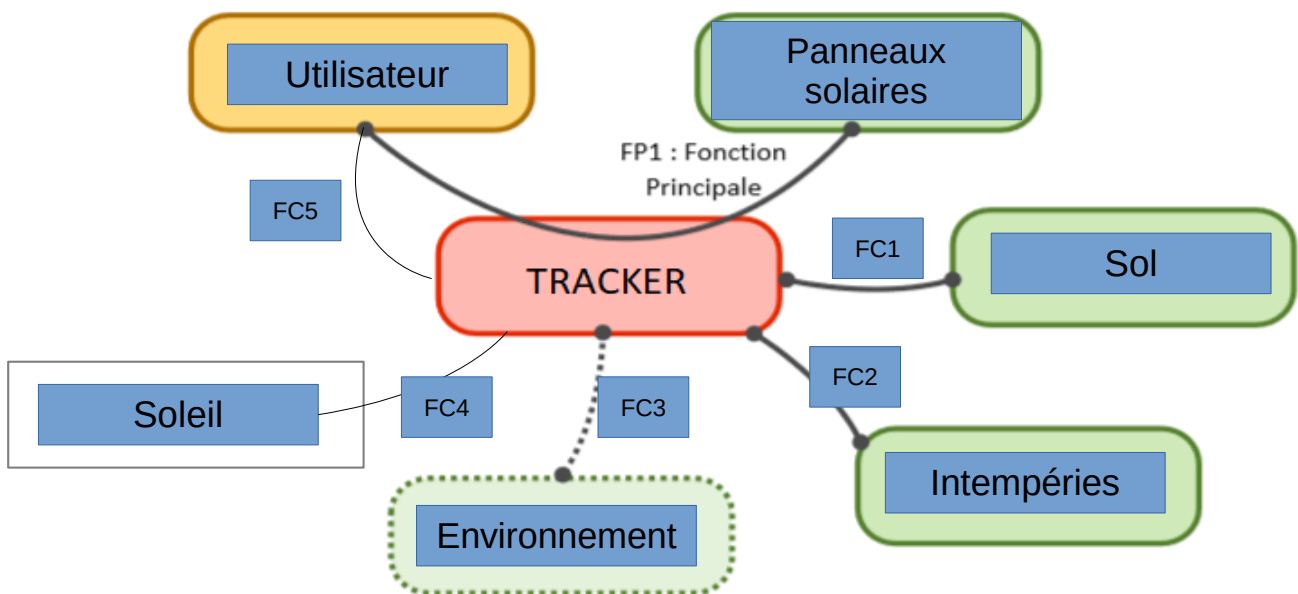 Utilisateur
Panneaux
solaires
FP1 : Fonction
Principale
FC5
TRACKER
FC1
Sol
Soleil
FC4
FC3
FC2
Intempéries
Environnement